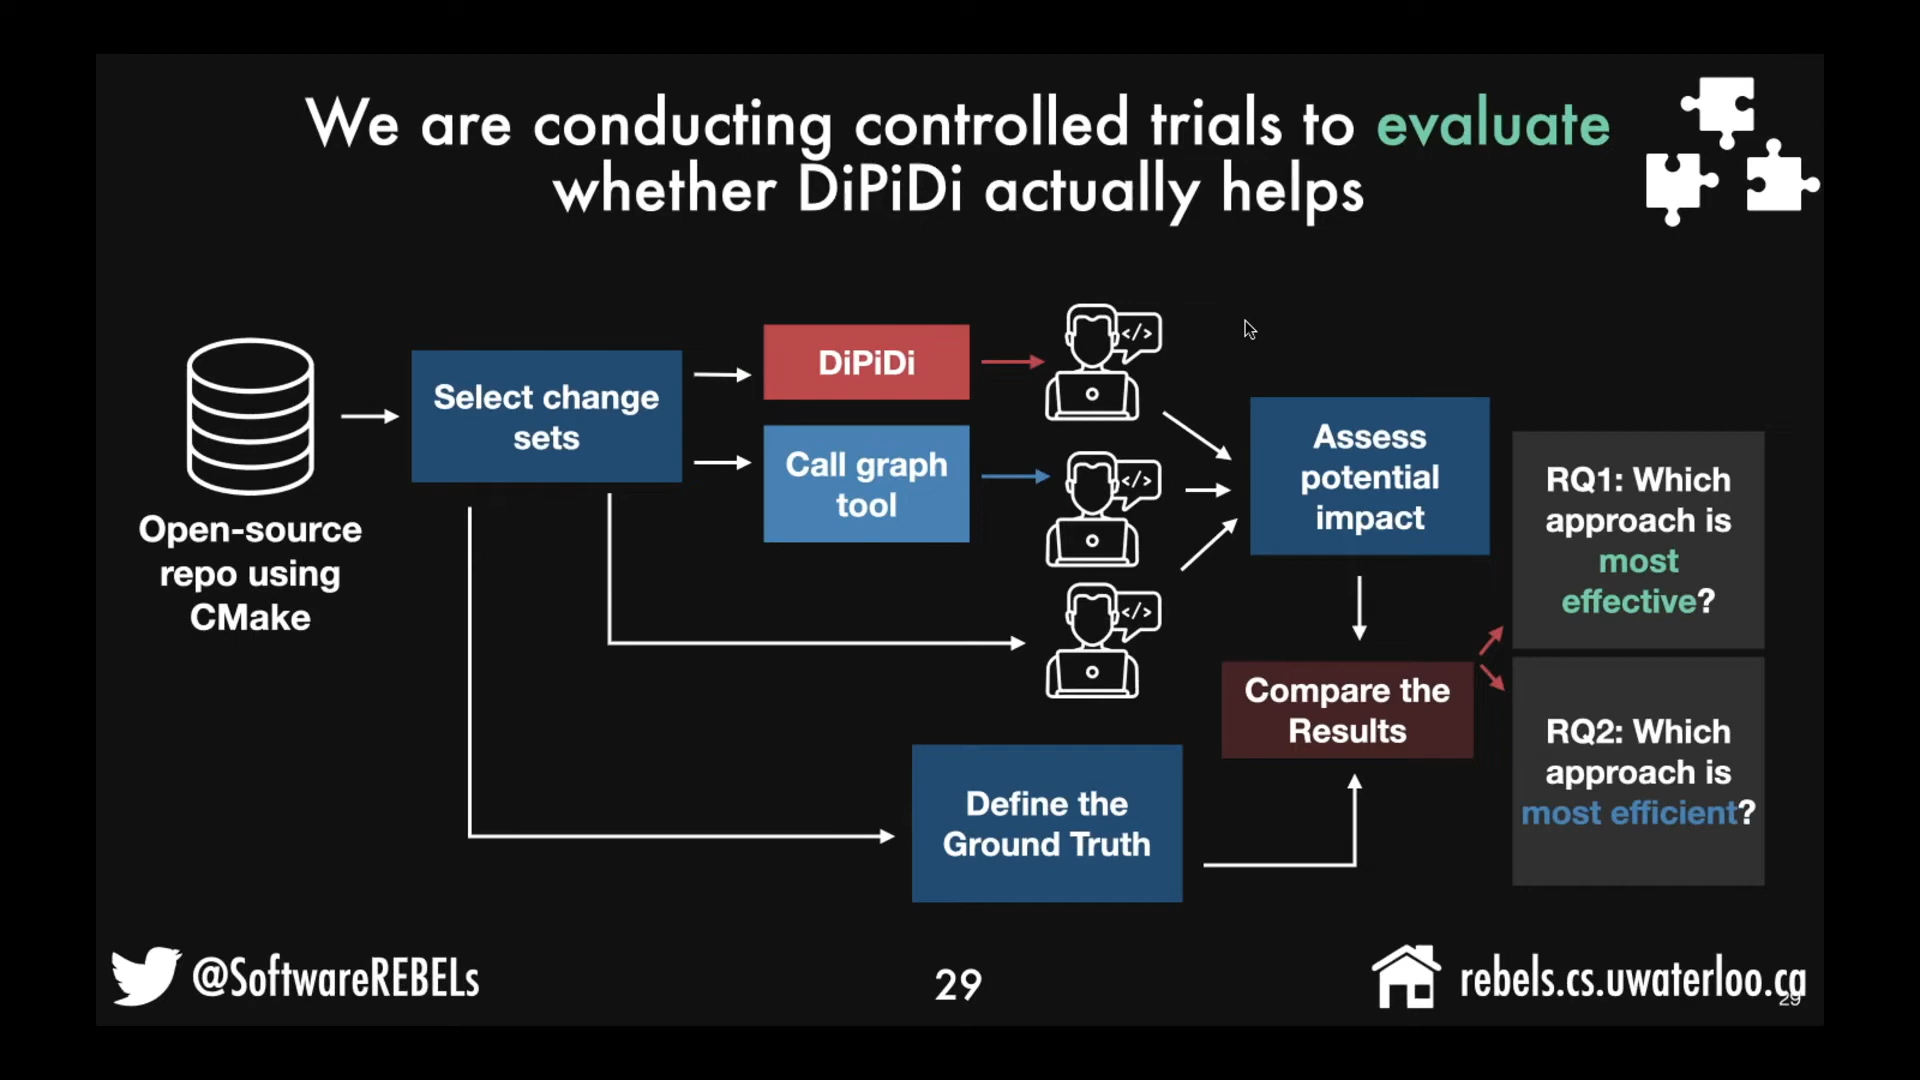 We are conducting controlled trials to evaluate
whether DiPiDi actually helps
Open-source
repo using
CMake
Select change
sets
DiPiDi
Call graph
tool
</>
</>
</>
Assess
potential
impact
Compare the
Results
Define the
Ground Truth
RQ1: Which
approach is
most
effective?
RQ2: Which
approach is
most efficient?
@SoftwareREBELs
29
rebels.cs.uwaterloo.ca
29